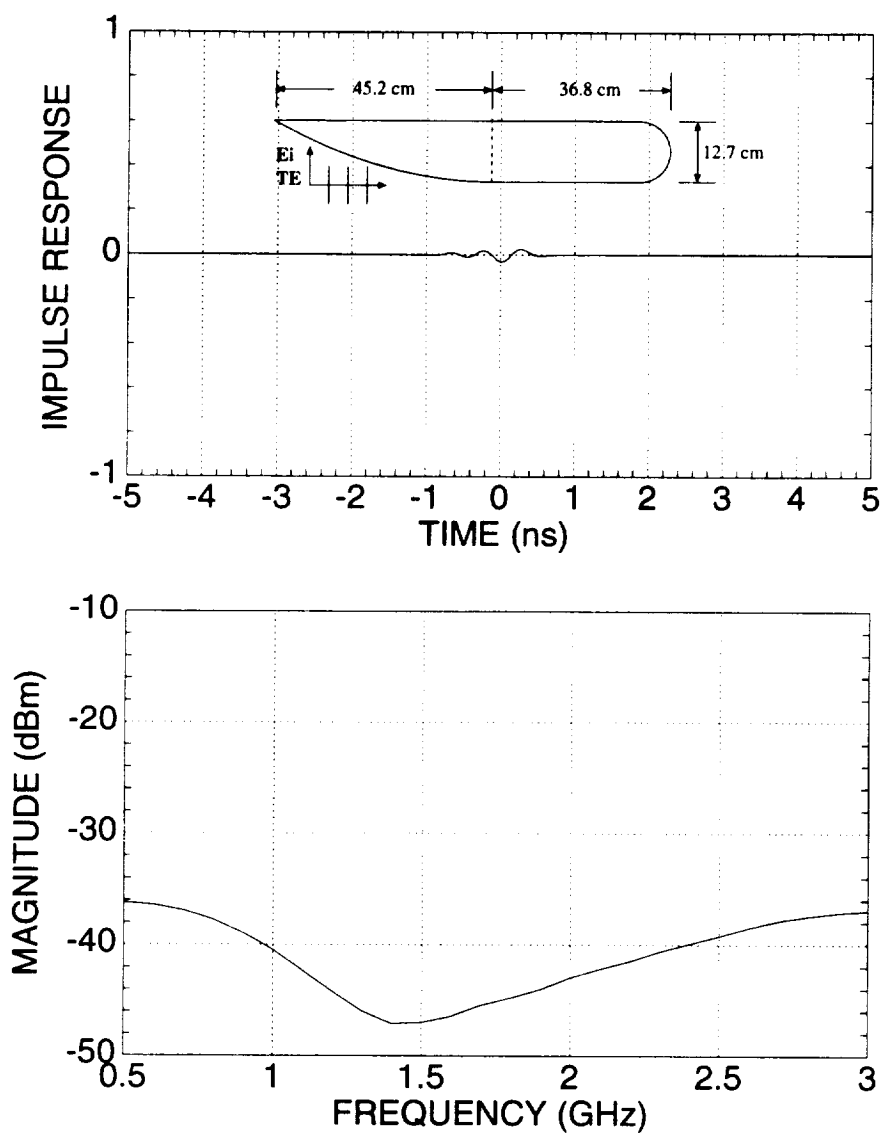 1
45.2 cm
36.8 cm
Ei
TE
12.7 cm
0
-1
IMPULSE RESPONSE
-5 -4 -3 -2 -1 0 1 2 3 4 5
TIME (ns)
-10
-20
-30
-40
-50
MAGNITUDE (dBm)
0.5 1 1.5 2 2.5 3
FREQUENCY (GHz)